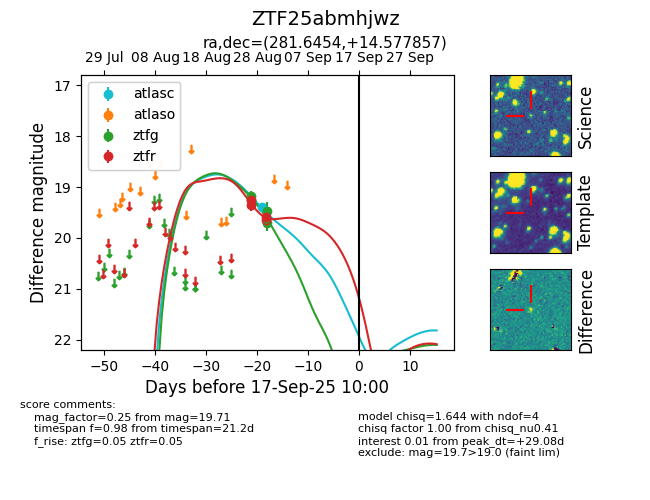 ZTF25abmhjwz
ra,dec=(281.6454,+14.577857)
29 Jul 08 Aug 18 Aug 28 Aug 07 Sep 17 Sep 27 Sep
17
18
19
20
21
22
Difference magnitude
atlasc
atlaso
ztfg
ztfr
−50 −40 −30 −20 −10 0 10
Days before 17-Sep-25 10:00
Science
Template
Difference
score comments:
mag_factor=0.25 from mag=19.71
timespan f=0.98 from timespan=21.2d
f_rise: ztfg=0.05 ztfr=0.05
model chisq=1.644 with ndof=4
chisq factor 1.00 from chisq_nu0.41
interest 0.01 from peak_dt=+29.08d
exclude: mag=19.7>19.0 (faint lim)